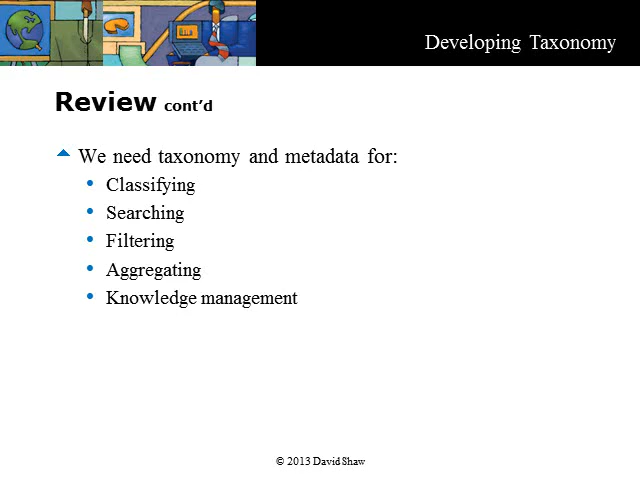 Developing Taxonomy
Review cont’d
We need taxonomy and metadata for:
• Classifying
• Searching
• Filtering
• Aggregating
• Knowledge management
© 2013 David Shaw